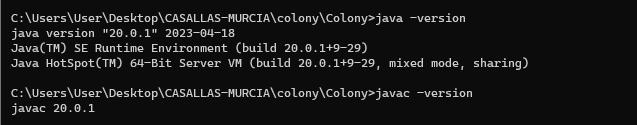 C:\Users\User\Desktop\CASALLAS-MURCIA\colony\Colony>java -version
java version "20.0.1" 2023-04-18
Java(TM) SE Runtime Environment (build 20.0.1+9-29)
Java HotSpot(TM) 64-Bit Server VM (build 20.0.1+9-29, mixed mode, sharing)
C:\Users\User\Desktop\CASALLAS-MURCIA\colony\Colony>javac -version
javac 20.0.1